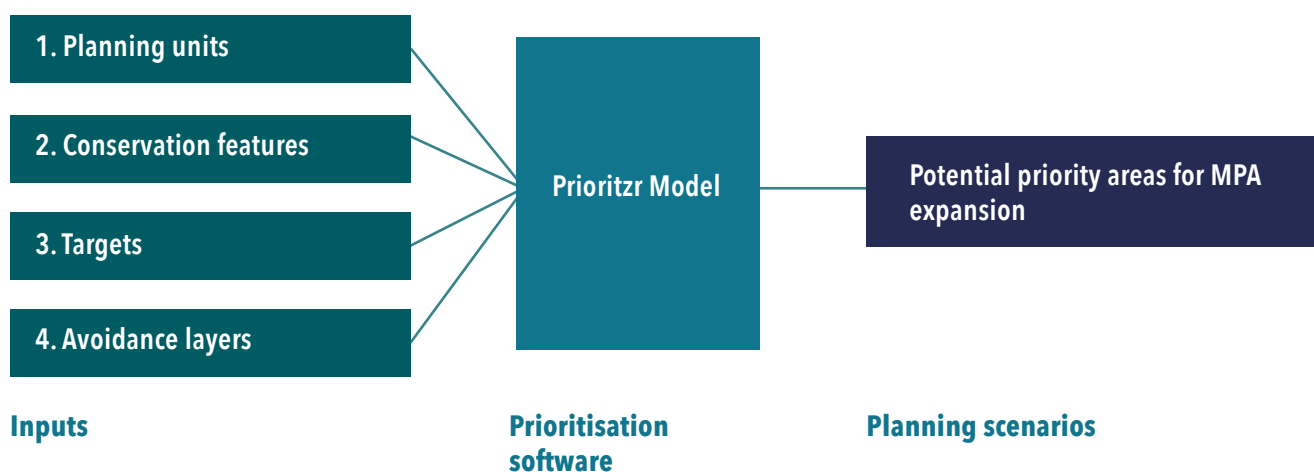 1. Planning units
2. Conservation features
3. Targets
4. Avoidance layers
Prioritzr Model
Potential priority areas for MPA
expansion
Inputs
Prioritisation
software
Planning scenarios